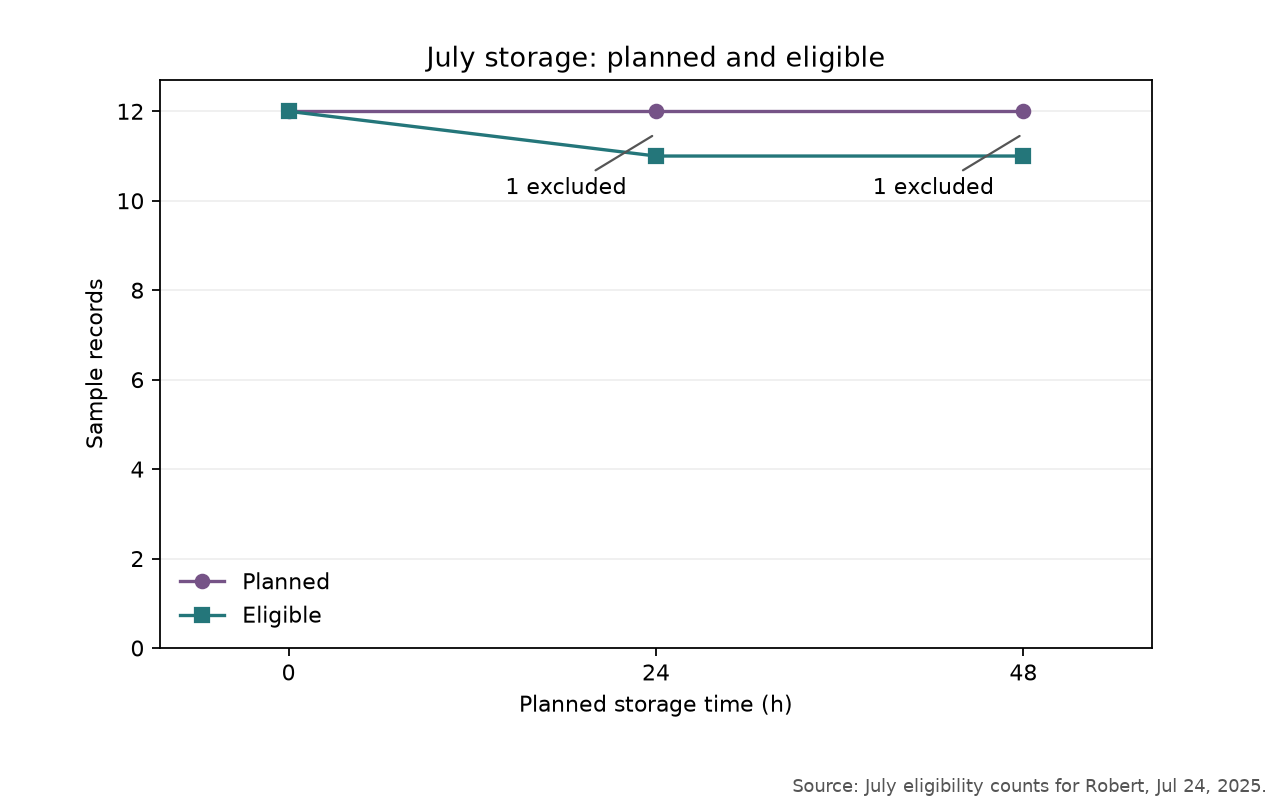 July storage: planned and eligible
12
10
8
6
4
2
0
Sample records
1 excluded
1 excluded
Planned
Eligible
0
24
48
Planned storage time (h)
Source: July eligibility counts for Robert, Jul 24, 2025.